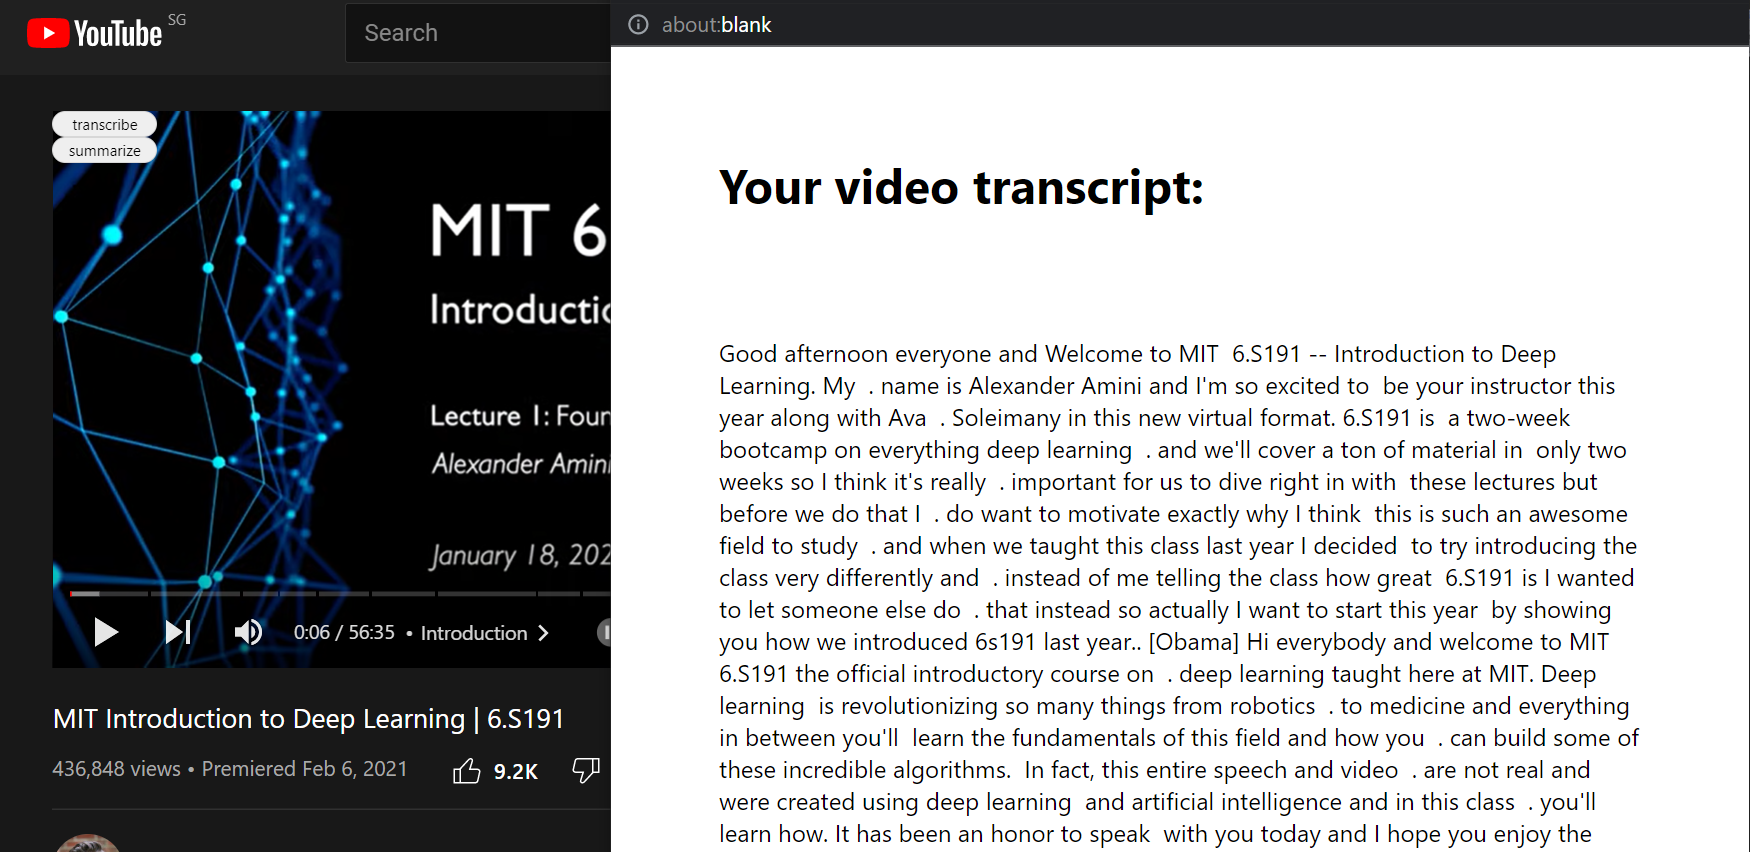 YouTube SG
Search
about:blank
transcribe
summarize
MIT 6
Introductic
Lecture 1: Four
Alexander Amini
January 18, 202
0:06 / 56:35 • Introduction
MIT Introduction to Deep Learning | 6.S191
436,848 views • Premiered Feb 6, 2021
9.2K
Your video transcript:
Good afternoon everyone and Welcome to MIT  6.S191 -- Introduction to Deep
Learning. My  . name is Alexander Amini and I'm so excited to  be your instructor this
year along with Ava  . Soleimany in this new virtual format. 6.S191 is  a two-week
bootcamp on everything deep learning  . and we'll cover a ton of material in  only two
weeks so I think it's really  . important for us to dive right in with  these lectures but
before we do that I  . do want to motivate exactly why I think  this is such an awesome
field to study  . and when we taught this class last year I decided  to try introducing the
class very differently and  . instead of me telling the class how great  6.S191 is I wanted
to let someone else do  . that instead so actually I want to start this year  by showing
you how we introduced 6s191 last year.. [Obama] Hi everybody and welcome to MIT
6.S191 the official introductory course on  . deep learning taught here at MIT. Deep
learning  is revolutionizing so many things from robotics  . to medicine and everything
in between you'll  learn the fundamentals of this field and how you  . can build some of
these incredible algorithms.  In fact, this entire speech and video  . are not real and
were created using deep learning  and artificial intelligence and in this class  . you'll
learn how. It has been an honor to speak  with you today and I hope you enjoy the